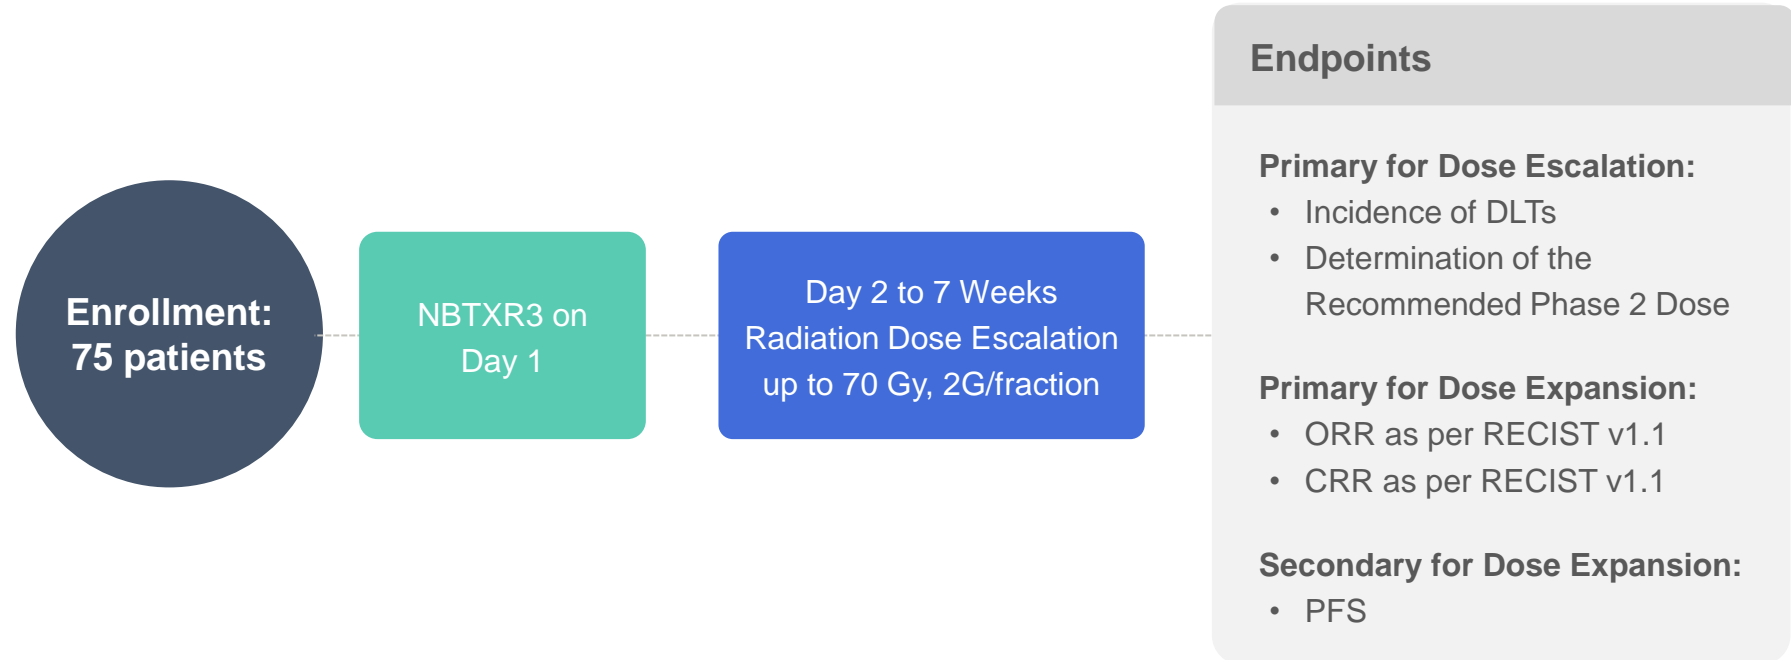 Enrollment:
75 patients
NBTXR3 on
Day 1
Day 2 to 7 Weeks
Radiation Dose Escalation
up to 70 Gy, 2G/fraction
Endpoints
Primary for Dose Escalation:
• Incidence of DLTs
• Determination of the
Recommended Phase 2 Dose
Primary for Dose Expansion:
• ORR as per RECIST v1.1
• CRR as per RECIST v1.1
Secondary for Dose Expansion:
• PFS